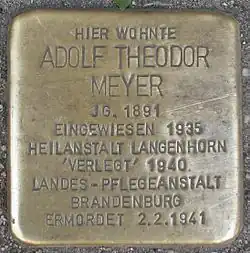 HIER WOHNTE
ADOLF THEODOR
MEYER
JG. 1891
EINGEWIESEN 1935
HEILANSTALT LANGENHORN
'VERLEGT' 1940
LANDES-PFLEGEANSTALT
BRANDENBURG
ERMORDET 2.2.1941